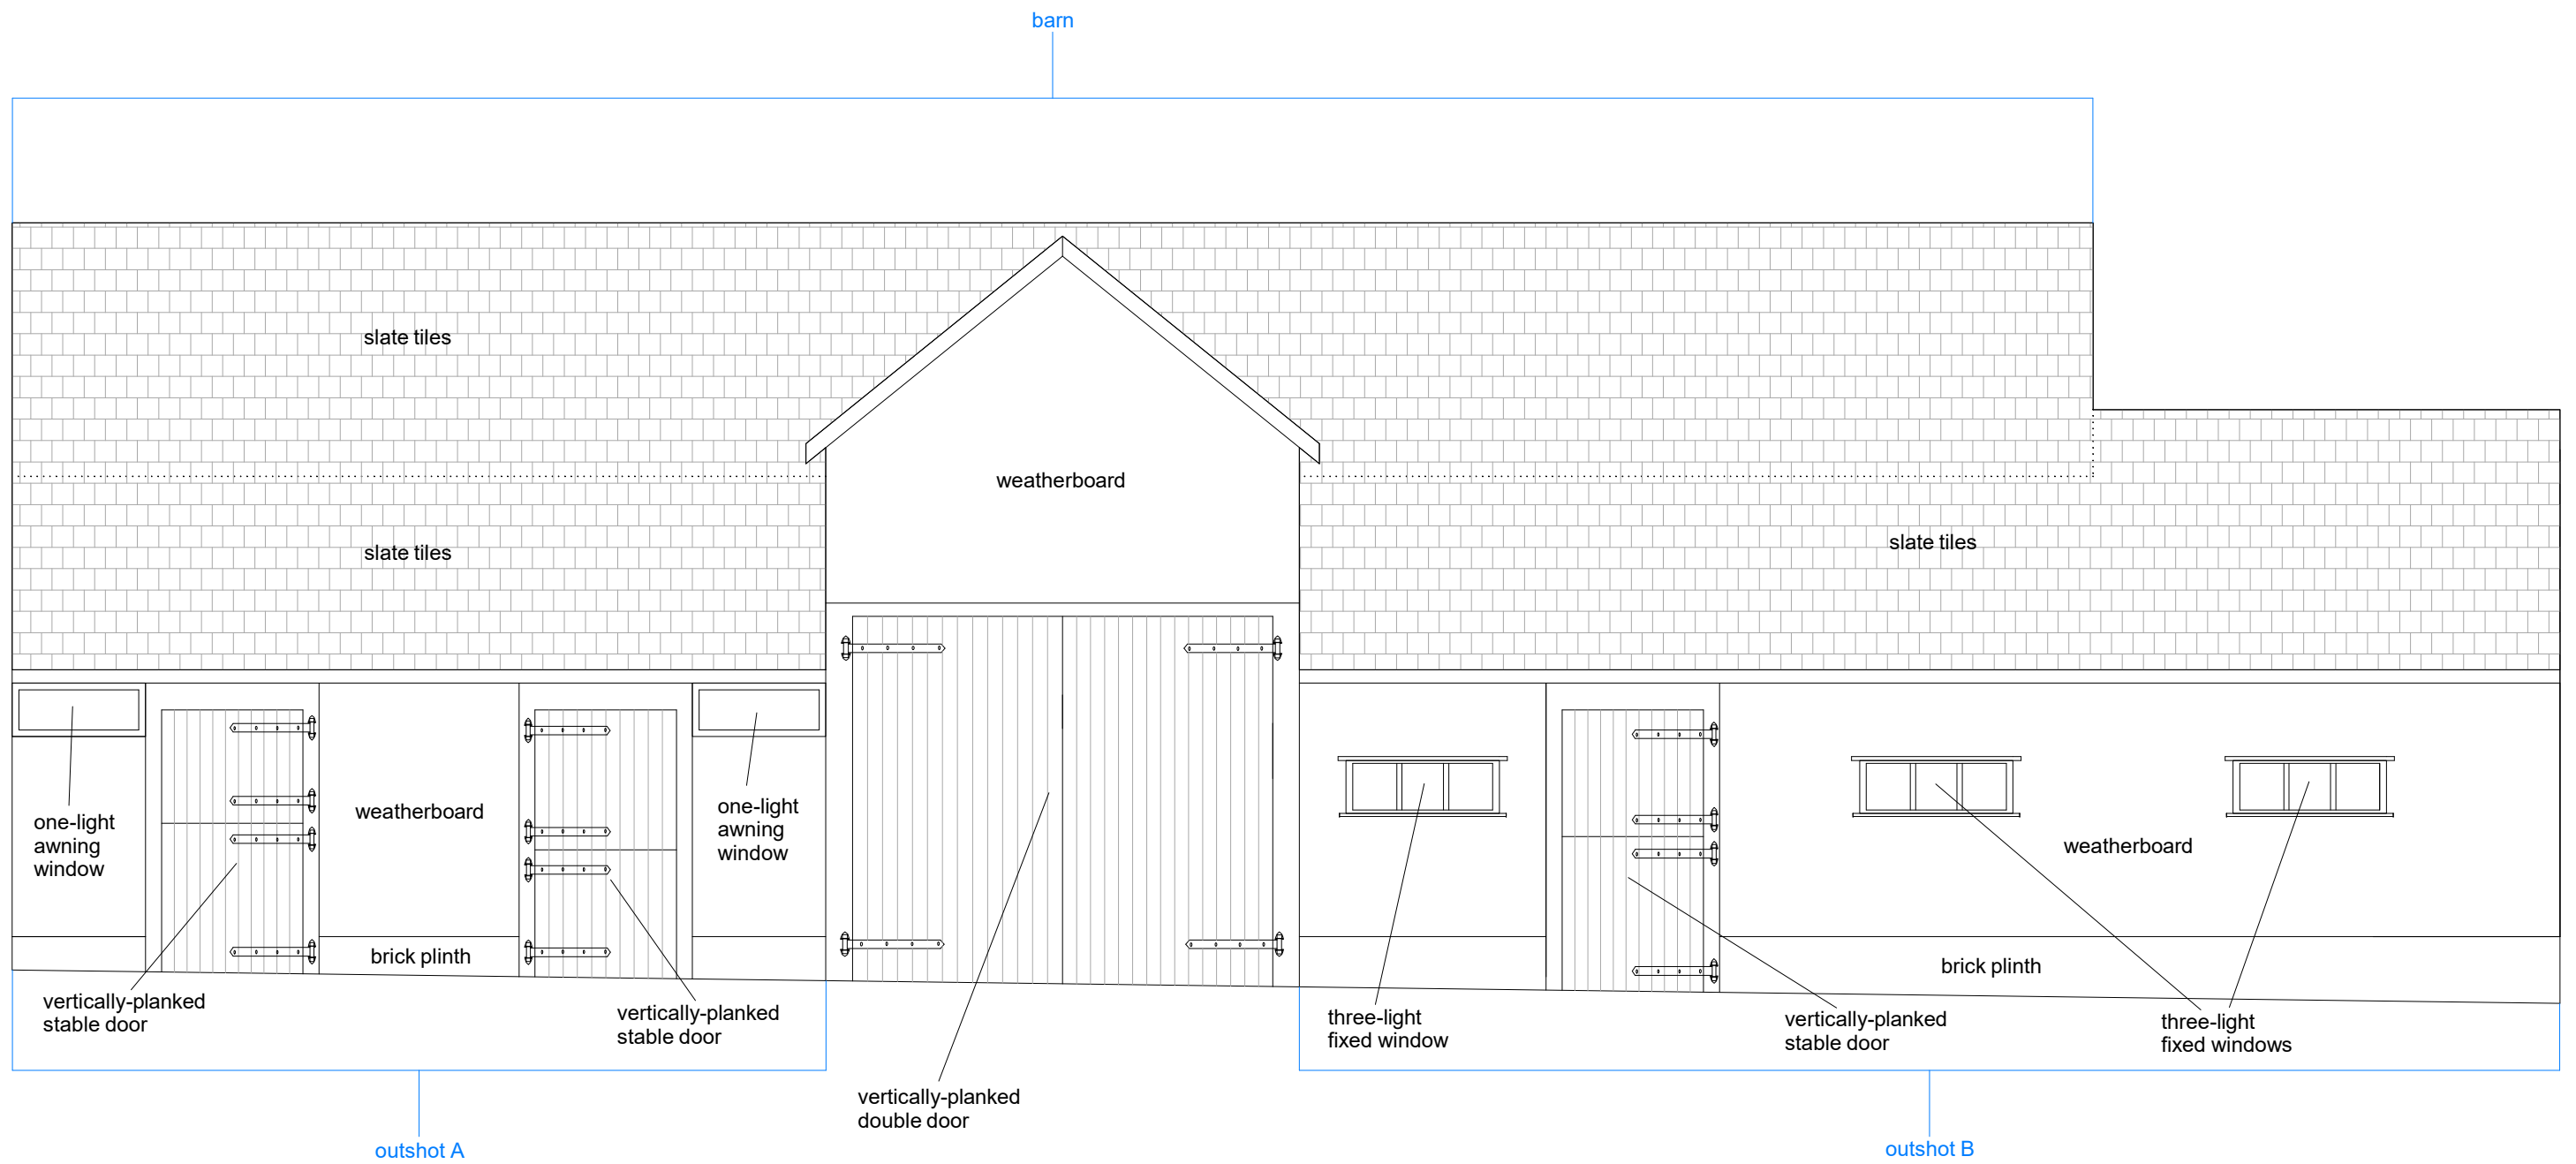 barn
slate tiles
weatherboard
slate tiles
slate tiles
one-light
awning
window
weatherboard
one-light
awning
window
weatherboard
brick plinth
brick plinth
vertically-planked
stable door
vertically-planked
stable door
vertically-planked
double door
three-light
fixed window
vertically-planked
stable door
three-light
fixed windows
outshot A
outshot B